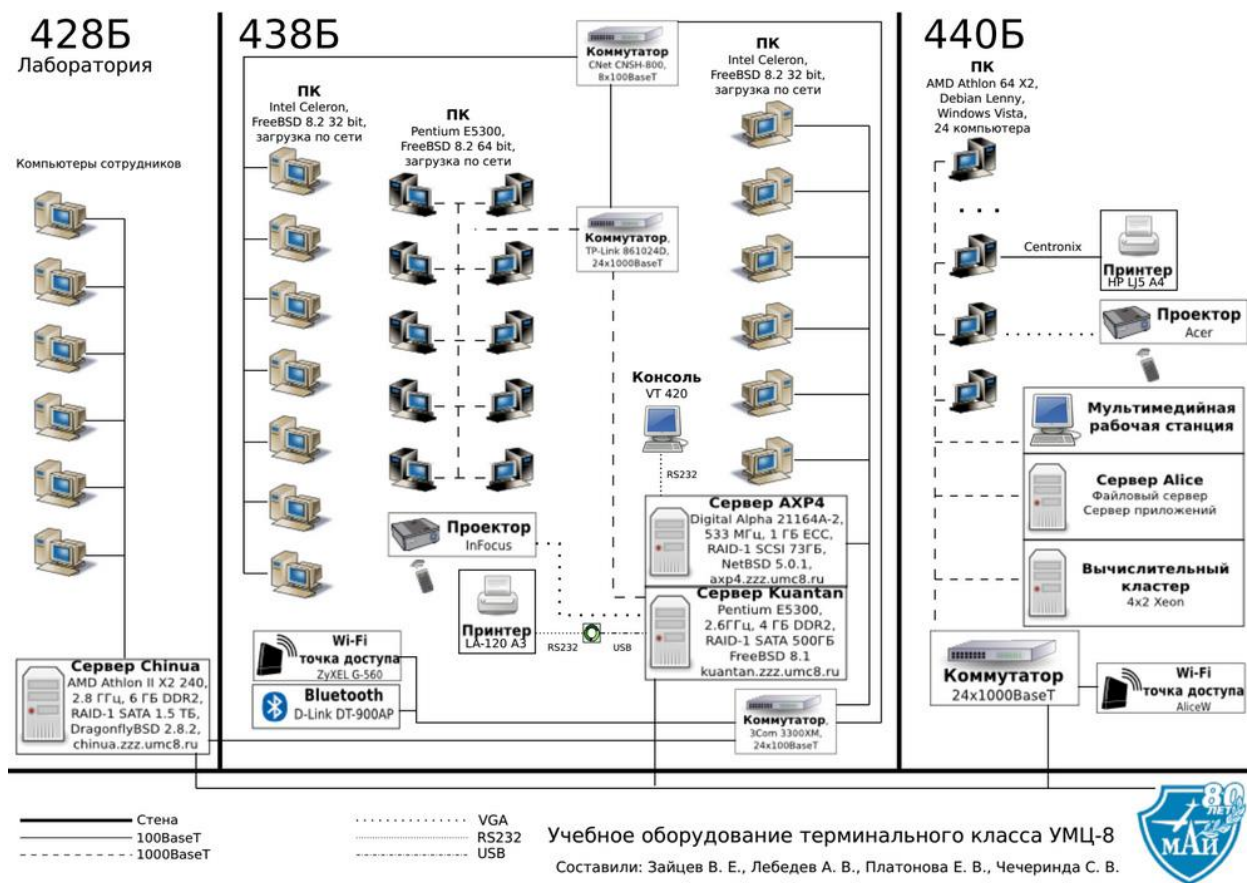 428Б
Лаборатория
Компьютеры сотрудников
Сервер Chinua
AMD Athlon II X2 240,
2.8 ГГц, 6 ГБ DDR2,
RAID-1 SATA 1.5 ТБ,
DragonflyBSD 2.8.2,
chinua.zzz.umc8.ru
438Б
ПК
Intel Celeron,
FreeBSD 8.2 32 bit,
загрузка по сети
ПК
Pentium E5300,
FreeBSD 8.2 64 bit,
загрузка по сети
Коммутатор
CNet CNSH-800,
8x100BaseT
ПК
Intel Celeron,
FreeBSD 8.2 32 bit,
загрузка по сети
Коммутатор,
TP-Link 861024D,
24x1000BaseT
Консоль
VT 420
RS232
Сервер AXP4
Digital Alpha 21164A-2,
533 МГц, 1 ГБ ECC,
RAID-1 SCSI 73ГБ,
NetBSD 5.0.1,
axp4.zzz.umc8.ru
Проектор
InFocus
Принтер
LA-120 A3
RS232
USB
Сервер Kuantan
Pentium E5300,
2.6ГГц, 4 ГБ DDR2,
RAID-1 SATA 500ГБ
FreeBSD 8.1
kuantan.zzz.umc8.ru
Wi-Fi
точка доступа
ZyXEL G-560
Bluetooth
D-Link DT-900AP
Коммутатор,
3Com 3300XM,
24x100BaseT
440Б
ПК
AMD Athlon 64 X2,
Debian Lenny,
Windows Vista,
24 компьютера
. . .
Centronix
Принтер
HP LJ5 A4
Проектор
Acer
Мультимедийная
рабочая станция
Сервер Alice
Файловый сервер
Сервер приложений
Вычислительный
кластер
4x2 Xeon
Коммутатор
24x1000BaseT
Wi-Fi
точка доступа
AliceW
Стена
100BaseT
1000BaseT
VGA
RS232
USB
Учебное оборудование терминального класса УМЦ-8
Составили: Зайцев В. Е., Лебедев А. В., Платонова Е. В., Чечеринда С. В.
80
ЛЕТ
МАИ